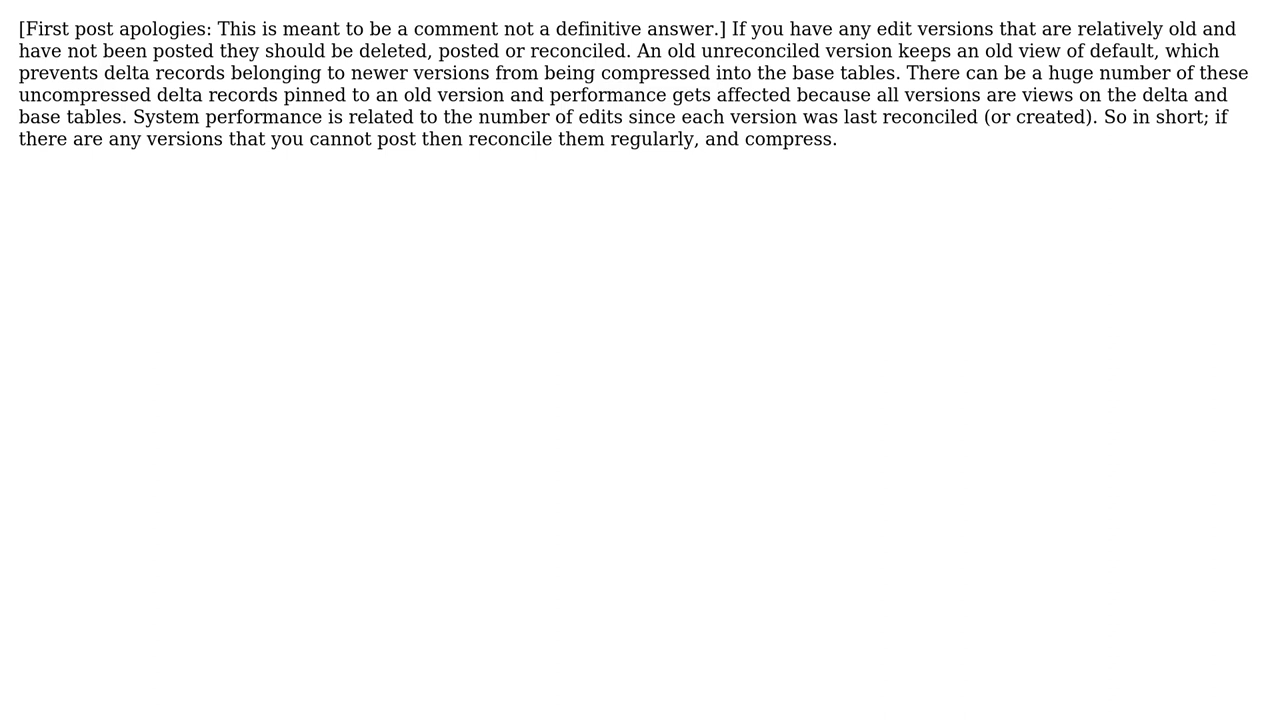 [First post apologies: This is meant to be a comment not a definitive answer.] If you have any edit versions that are relatively old and
have not been posted they should be deleted, posted or reconciled. An old unreconciled version keeps an old view of default, which
prevents delta records belonging to newer versions from being compressed into the base tables. There can be a huge number of these
uncompressed delta records pinned to an old version and performance gets affected because all versions are views on the delta and
base tables. System performance is related to the number of edits since each version was last reconciled (or created). So in short; if
there are any versions that you cannot post then reconcile them regularly, and compress.